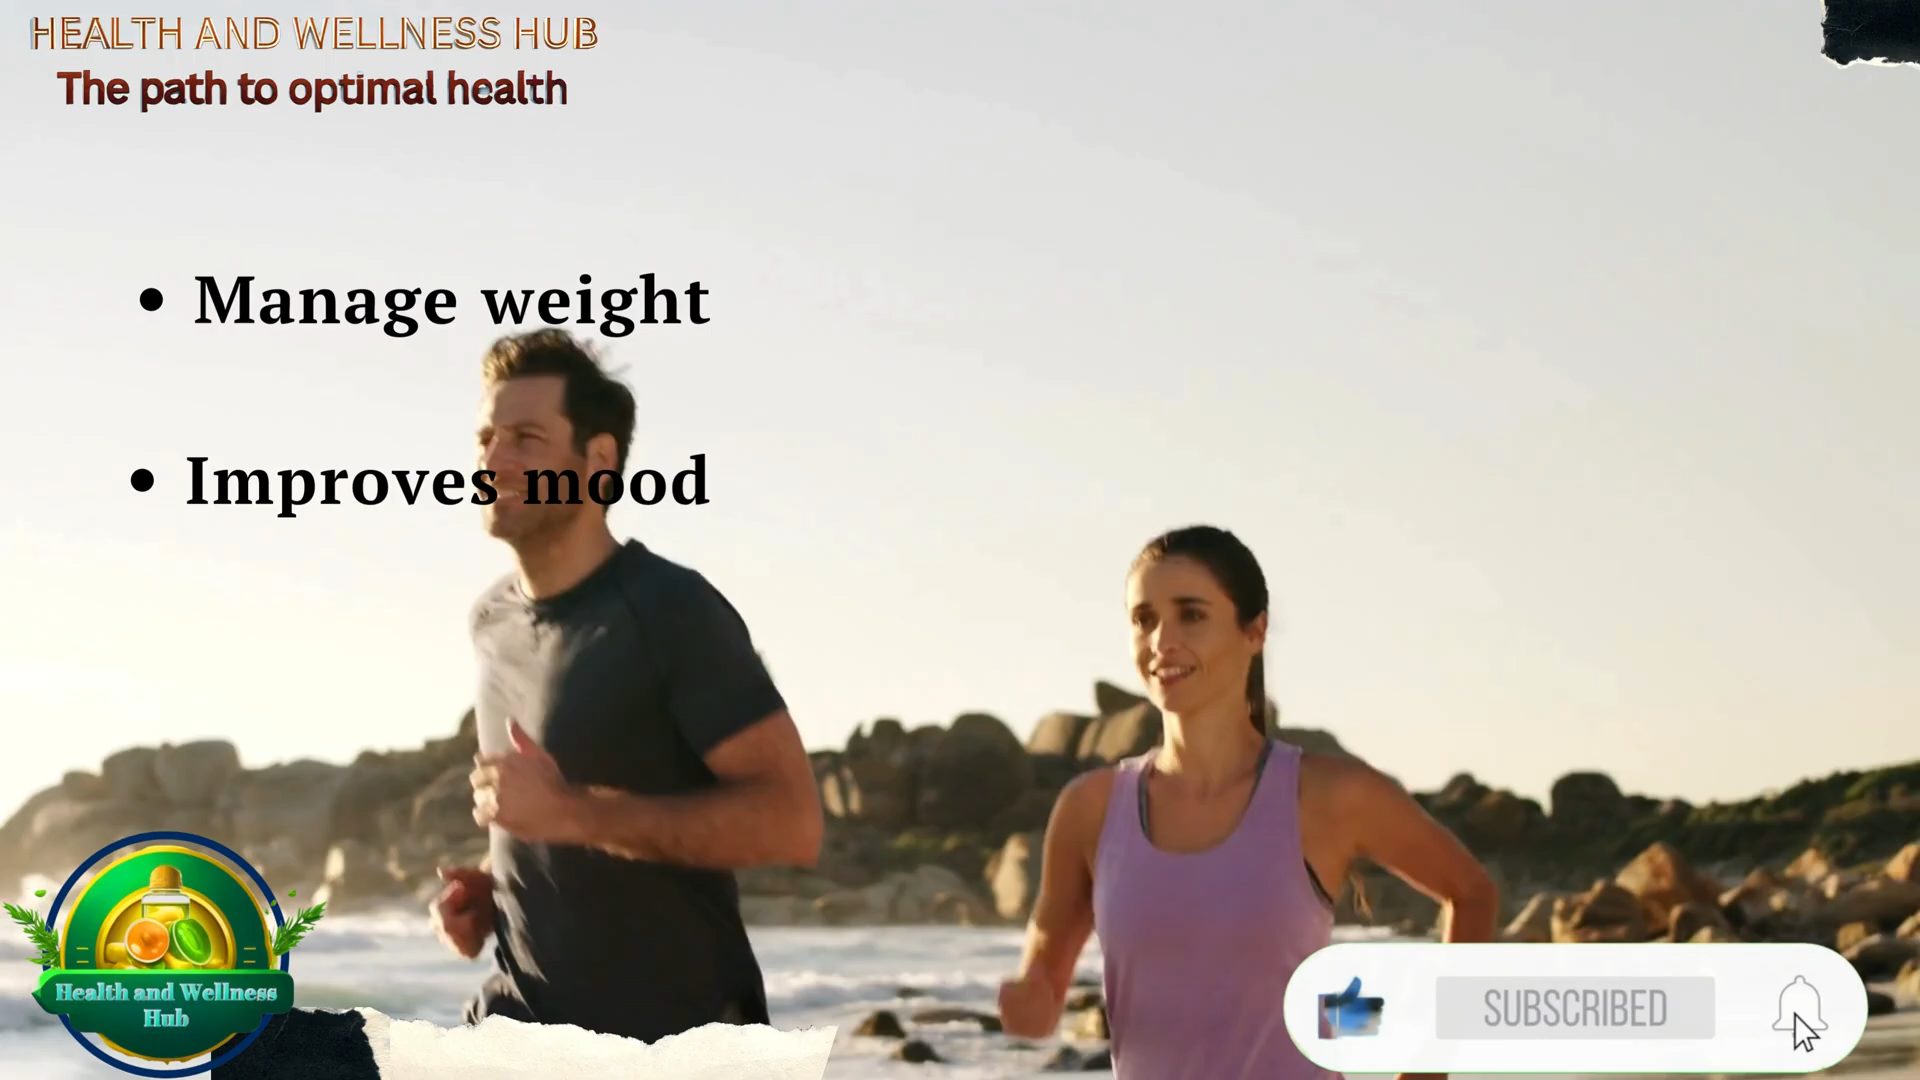 HEALTH AND WELLNESS HUB
The path to optimal health
• Manage weight
• Improves mood
Health and Wellness
Hub
SUBSCRIBED